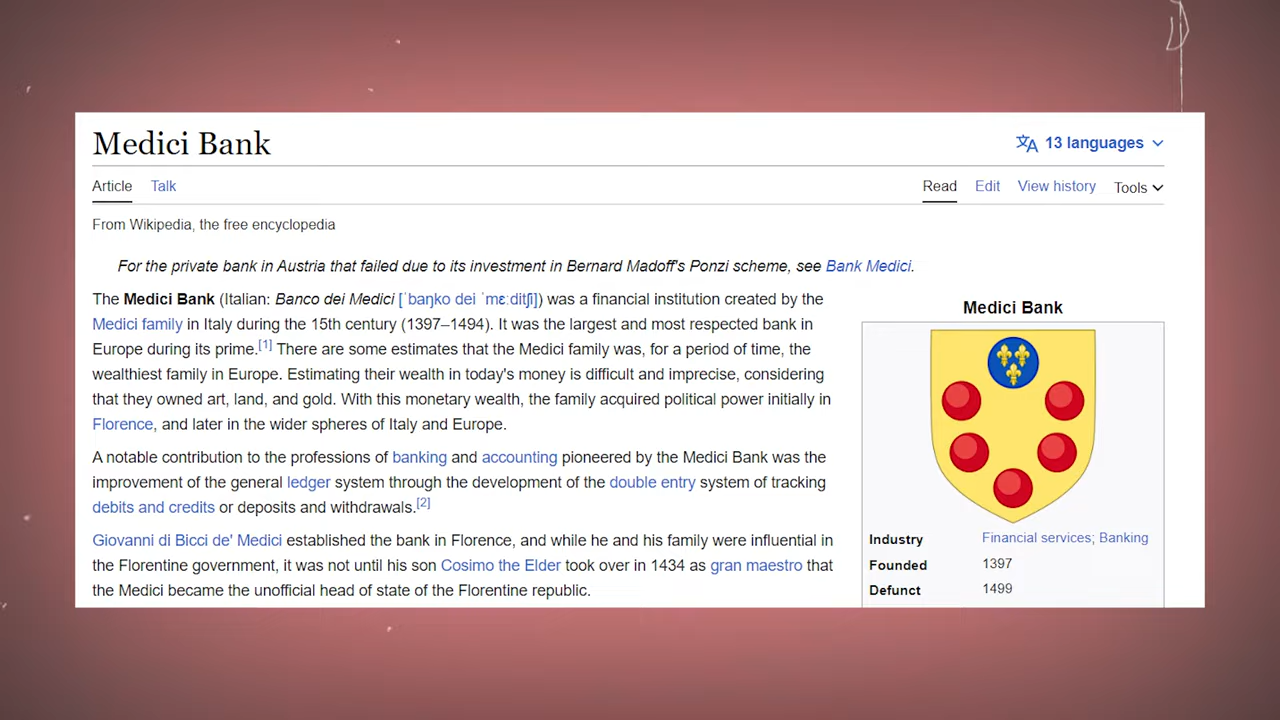 Medici Bank
13 languages
Article Talk
Read Edit View history Tools
From Wikipedia, the free encyclopedia
For the private bank in Austria that failed due to its investment in Bernard Madoff's Ponzi scheme, see Bank Medici.
The Medici Bank (Italian: Banco dei Medici [ˈbaŋko dei ˈmɛːditʃi]) was a financial institution created by the
Medici family in Italy during the 15th century (1397–1494). It was the largest and most respected bank in
Europe during its prime.[1] There are some estimates that the Medici family was, for a period of time, the
wealthiest family in Europe. Estimating their wealth in today's money is difficult and imprecise, considering
that they owned art, land, and gold. With this monetary wealth, the family acquired political power initially in
Florence, and later in the wider spheres of Italy and Europe.
A notable contribution to the professions of banking and accounting pioneered by the Medici Bank was the
improvement of the general ledger system through the development of the double entry system of tracking
debits and credits or deposits and withdrawals.[2]
Giovanni di Bicci de' Medici established the bank in Florence, and while he and his family were influential in
the Florentine government, it was not until his son Cosimo the Elder took over in 1434 as gran maestro that
the Medici became the unofficial head of state of the Florentine republic.
Medici Bank
Industry Financial services; Banking
Founded 1397
Defunct 1499